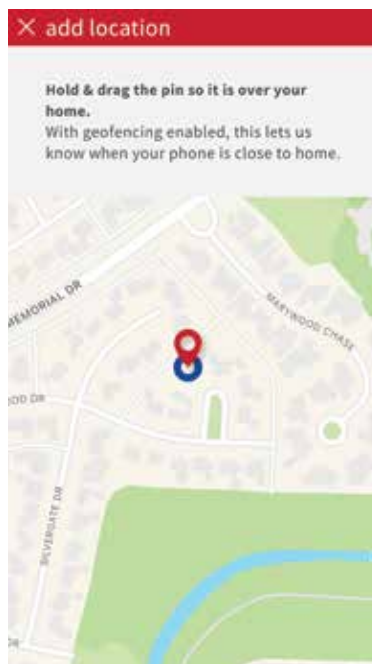 × add location
Hold & drag the pin so it is over your
home.
With geofencing enabled, this lets us
know when your phone is close to home.
MEMORIAL DR
MARYWOOD CHASE
OOD DR
SILVERGATE DR